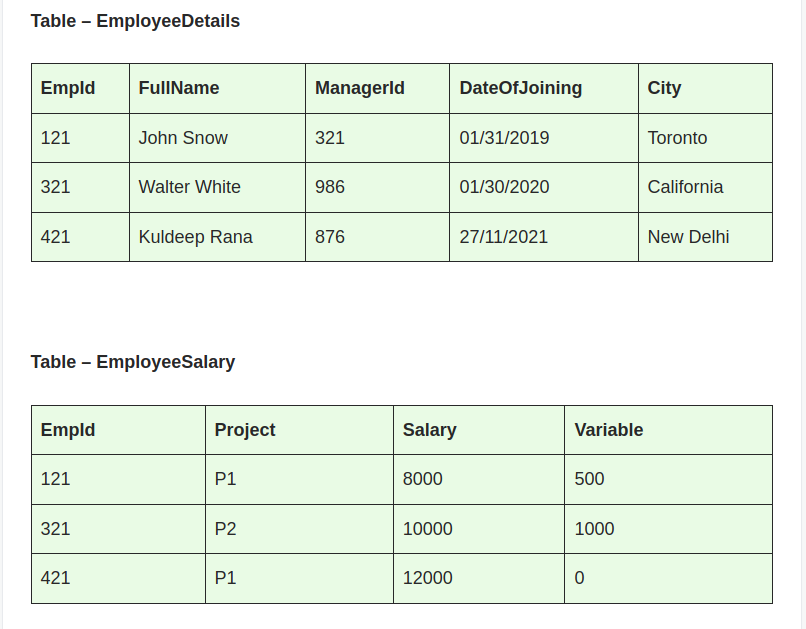 Table – EmployeeDetails
EmpId FullName ManagerId DateOfJoining City
121 John Snow 321 01/31/2019 Toronto
321 Walter White 986 01/30/2020 California
421 Kuldeep Rana 876 27/11/2021 New Delhi
Table – EmployeeSalary
EmpId Project Salary Variable
121 P1 8000 500
321 P2 10000 1000
421 P1 12000 0